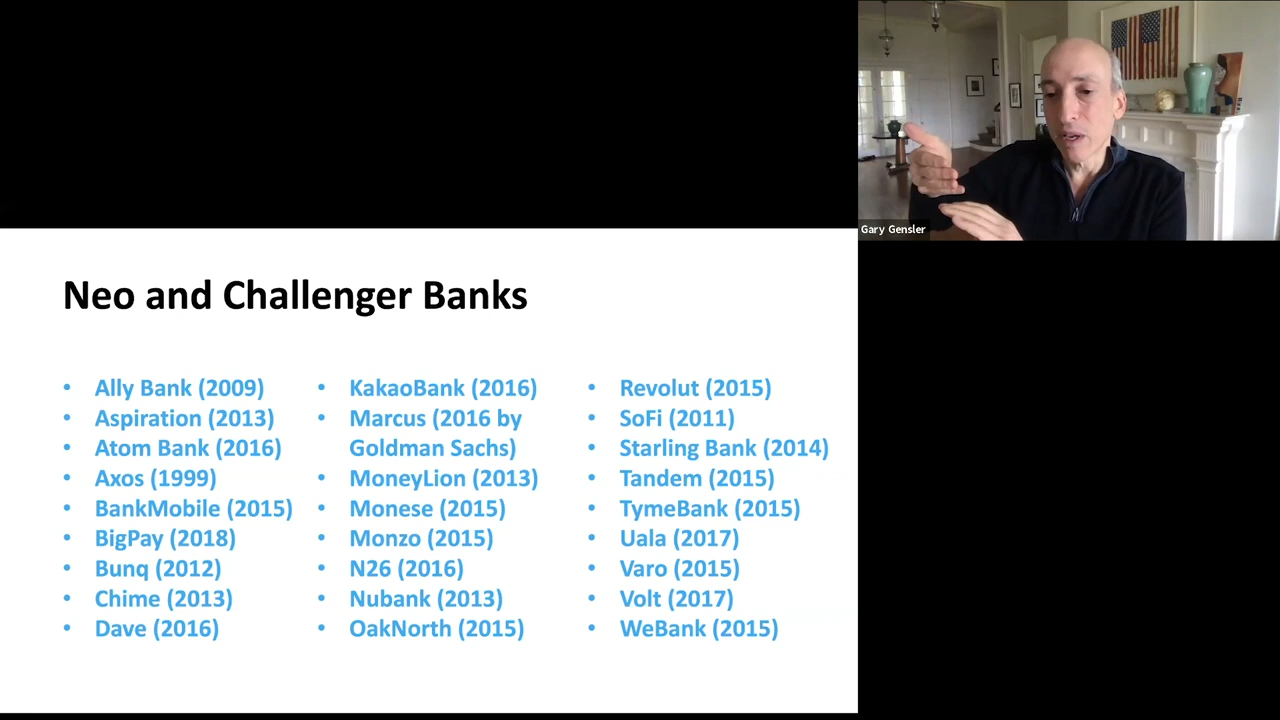 Gary Gensler
Neo and Challenger Banks
• Ally Bank (2009)
• Aspiration (2013)
• Atom Bank (2016)
• Axos (1999)
• BankMobile (2015)
• BigPay (2018)
• Bunq (2012)
• Chime (2013)
• Dave (2016)
• KakaoBank (2016)
• Marcus (2016 by
Goldman Sachs)
• MoneyLion (2013)
• Monese (2015)
• Monzo (2015)
• N26 (2016)
• Nubank (2013)
• OakNorth (2015)
• Revolut (2015)
• SoFi (2011)
• Starling Bank (2014)
• Tandem (2015)
• TymeBank (2015)
• Uala (2017)
• Varo (2015)
• Volt (2017)
• WeBank (2015)